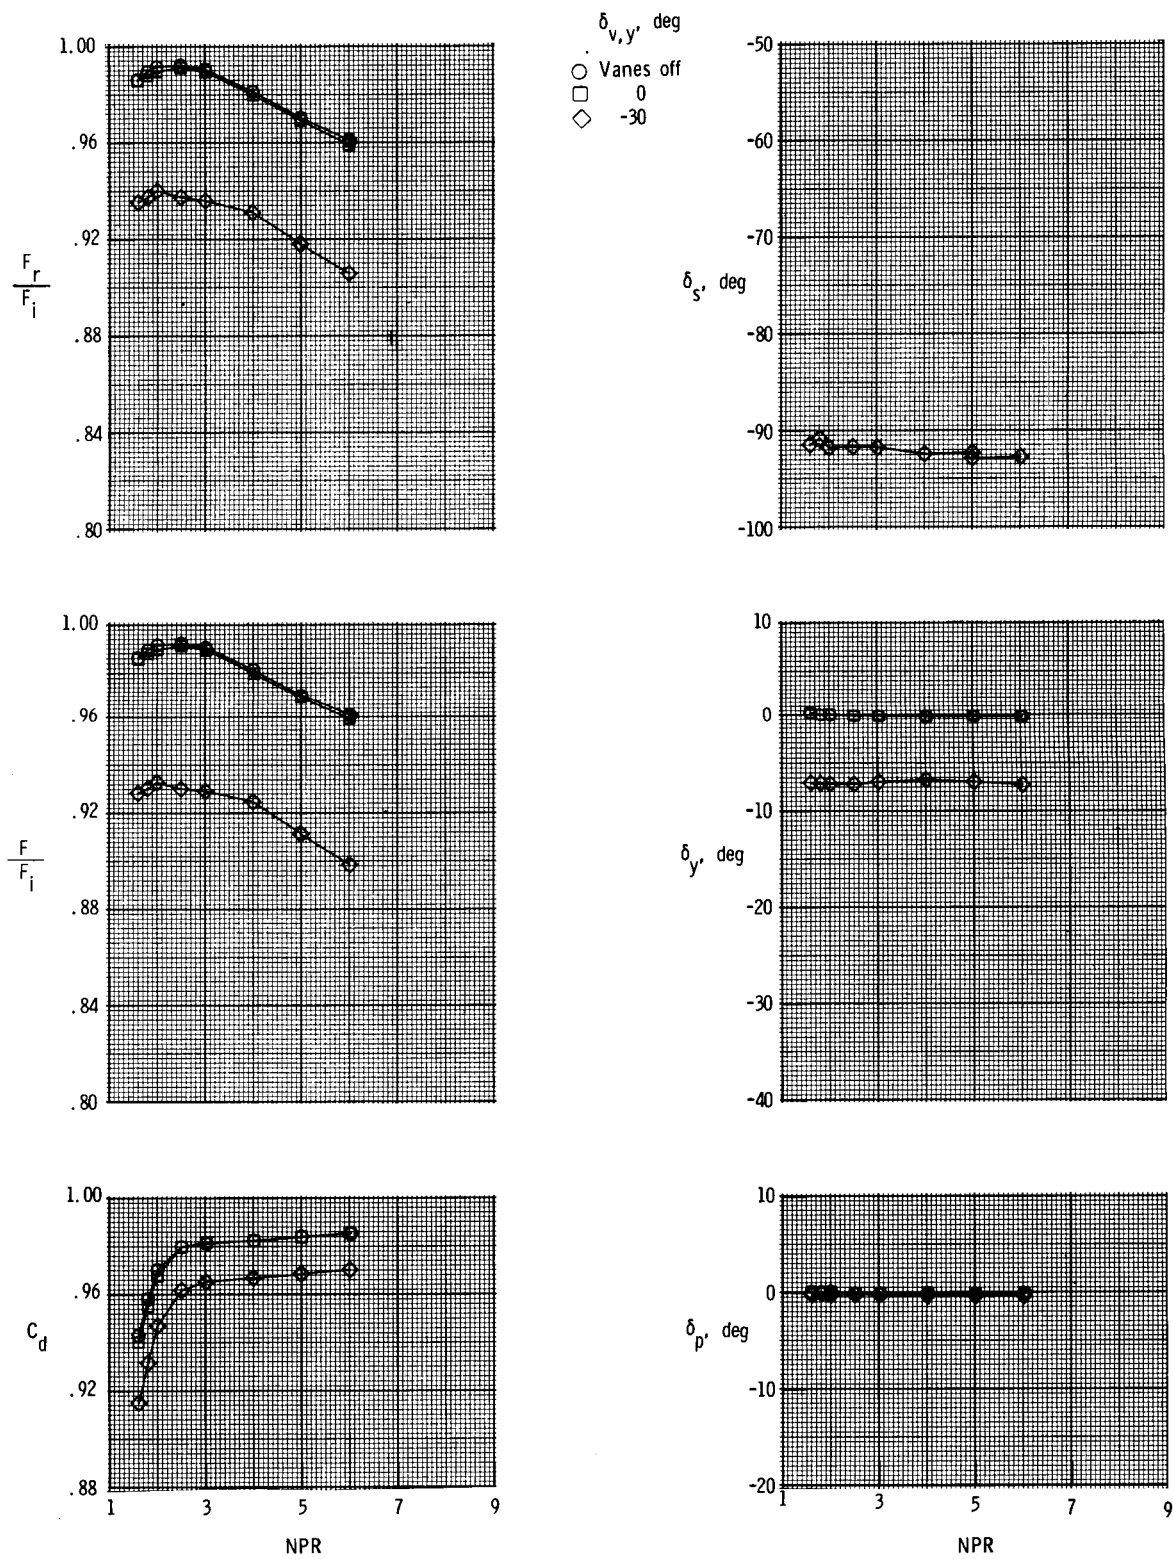 δv,y, deg
Vanes off
0
-30
1.00
.96
.92
.88
.84
.80
Fr
Fi
-50
-60
-70
-80
-90
-100
δs, deg
1.00
.96
.92
.88
.84
.80
F
Fi
10
0
-10
-20
-30
-40
δy, deg
1.00
.96
.92
.88
Cd
1 3 5 7 9
NPR
10
0
-10
-20
δp, deg
1 3 5 7 9
NPR